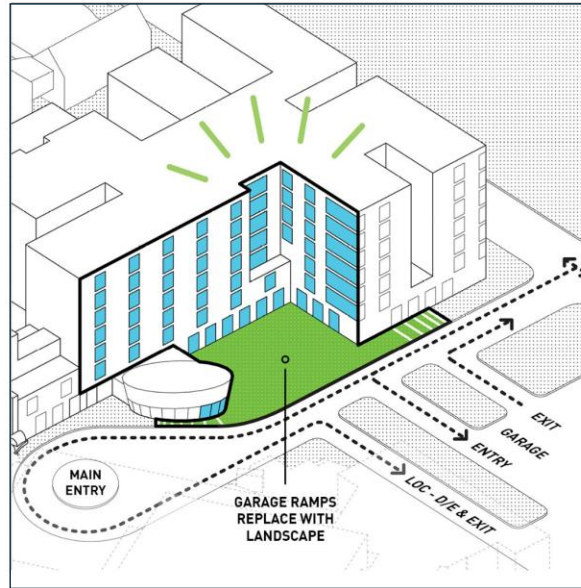 EXIT
GARAGE
ENTRY
LOC - D/E & EXIT
MAIN
ENTRY
GARAGE RAMPS
REPLACE WITH
LANDSCAPE